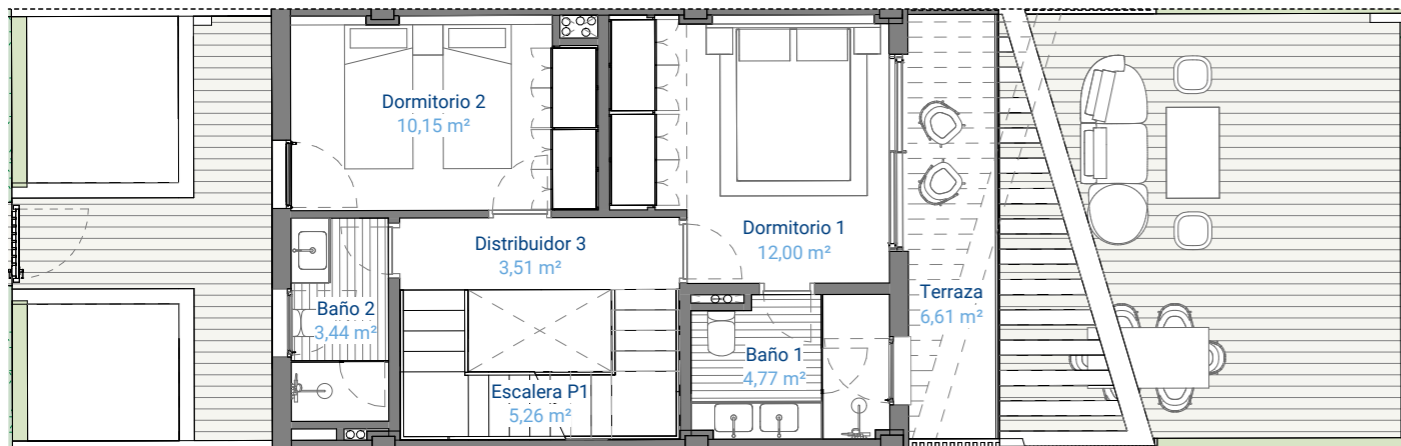 Dormitorio 2
10,15 m²
Dormitorio 1
12,00 m²
Distribuidor 3
3,51 m²
Terraza
6,61 m²
Baño 2
3,44 m²
Baño 1
4,77 m²
Escalera P1
5,26 m²